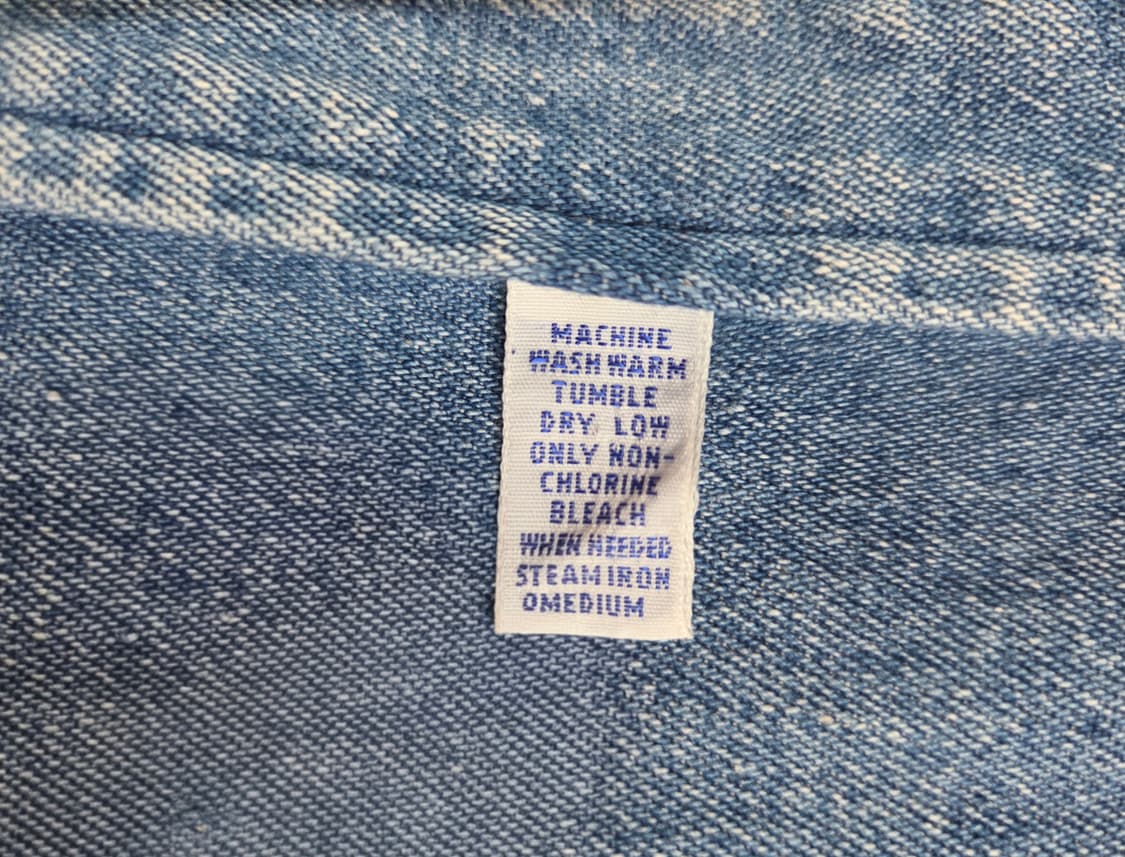 MACHINE
WASH WARM
TUMBLE
DRY LOW
ONLY NON-
CHLORINE
BLEACH
WHEN NEEDED
STEAM IRON
OMEDIUM